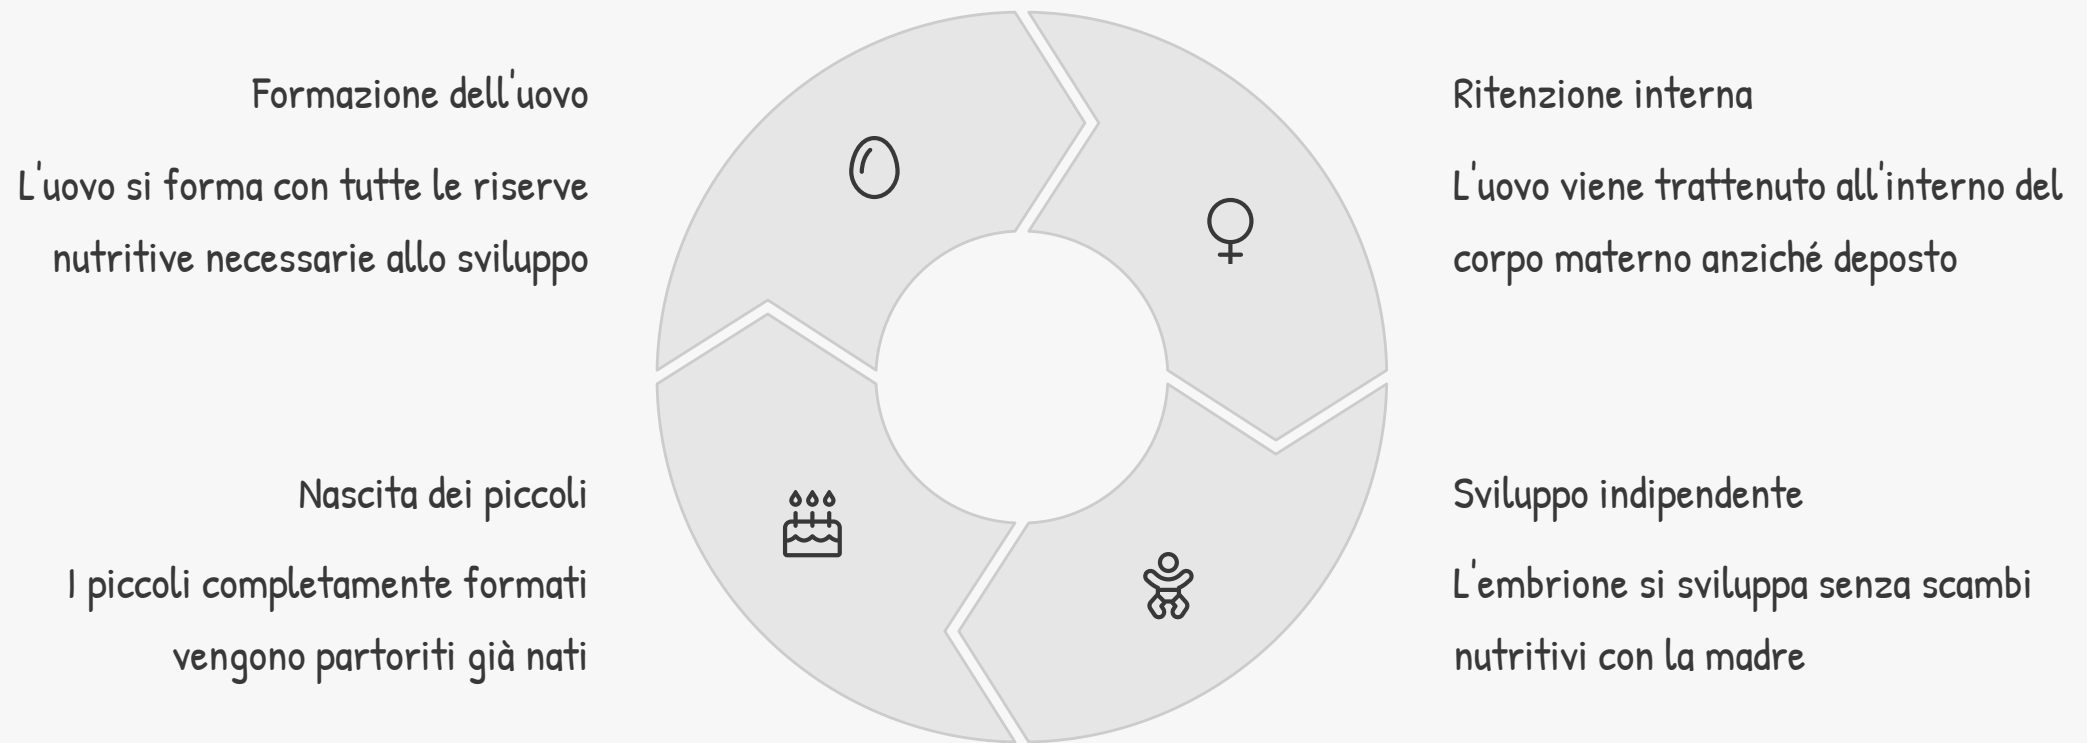 Formazione dell'uovo
L'uovo si forma con tutte le riserve
nutritive necessarie allo sviluppo
Ritenzione interna
L'uovo viene trattenuto all'interno del
corpo materno anziché deposto
Sviluppo indipendente
L'embrione si sviluppa senza scambi
nutritivi con la madre
Nascita dei piccoli
I piccoli completamente formati
vengono partoriti già nati